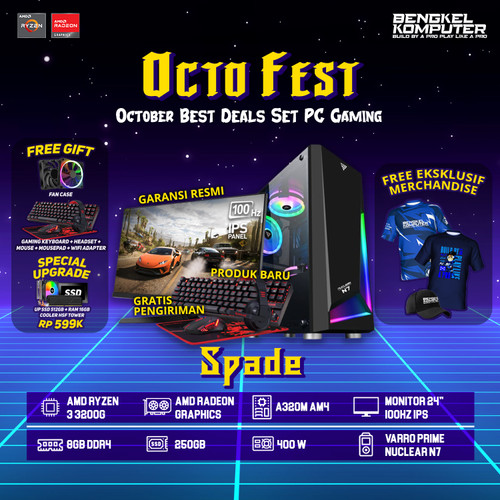 AMD
RYZEN
AMD
RADEON
GRAPHICS
BENGKEL
KOMPUTER
BUILD BY A PRO PLAY LIKE A PRO
OCTO FEST
OCTOBER BEST DEALS SET PC GAMING
FREE GIFT
FAN CASE
GAMING KEYBOARD + HEADSET +
MOUSE + MOUSEPAD + WIFI ADAPTER
SPECIAL
UPGRADE
SSD
UP SSD 512GB + RAM 16GB
COOLER HSF TOWER
RP 599K
GARANSI RESMI
100
Hz
IPS
PANEL
PRODUK BARU
GRATIS
PENGIRIMAN
FREE EKSKLUSIF
MERCHANDISE
Spade
AMD RYZEN
3 3200G
AMD RADEON
GRAPHICS
A320M AM4
MONITOR 24"
100HZ IPS
8GB DDR4
SSD
250GB
400 W
VARRO PRIME
NUCLEAR N7